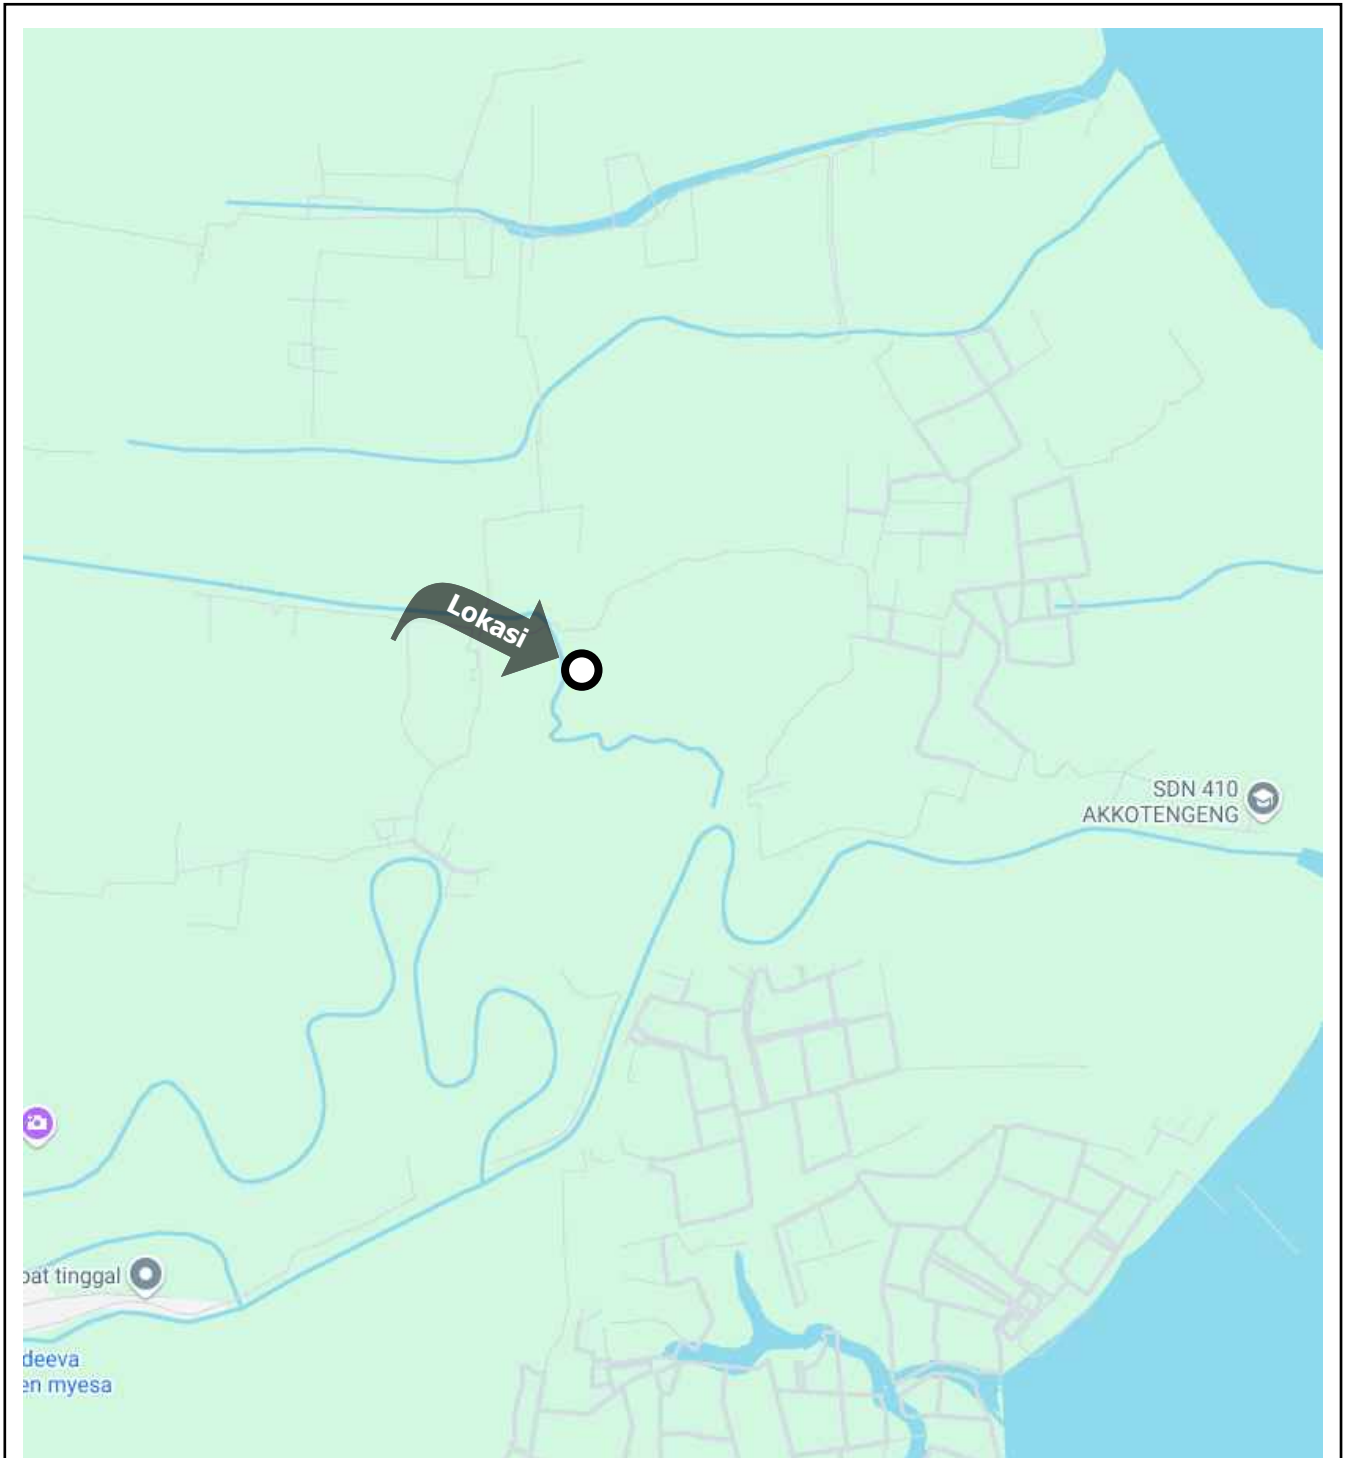 Lokasi
SDN 410
AKKOTENGENG
pat tinggal
deeva
en myesa